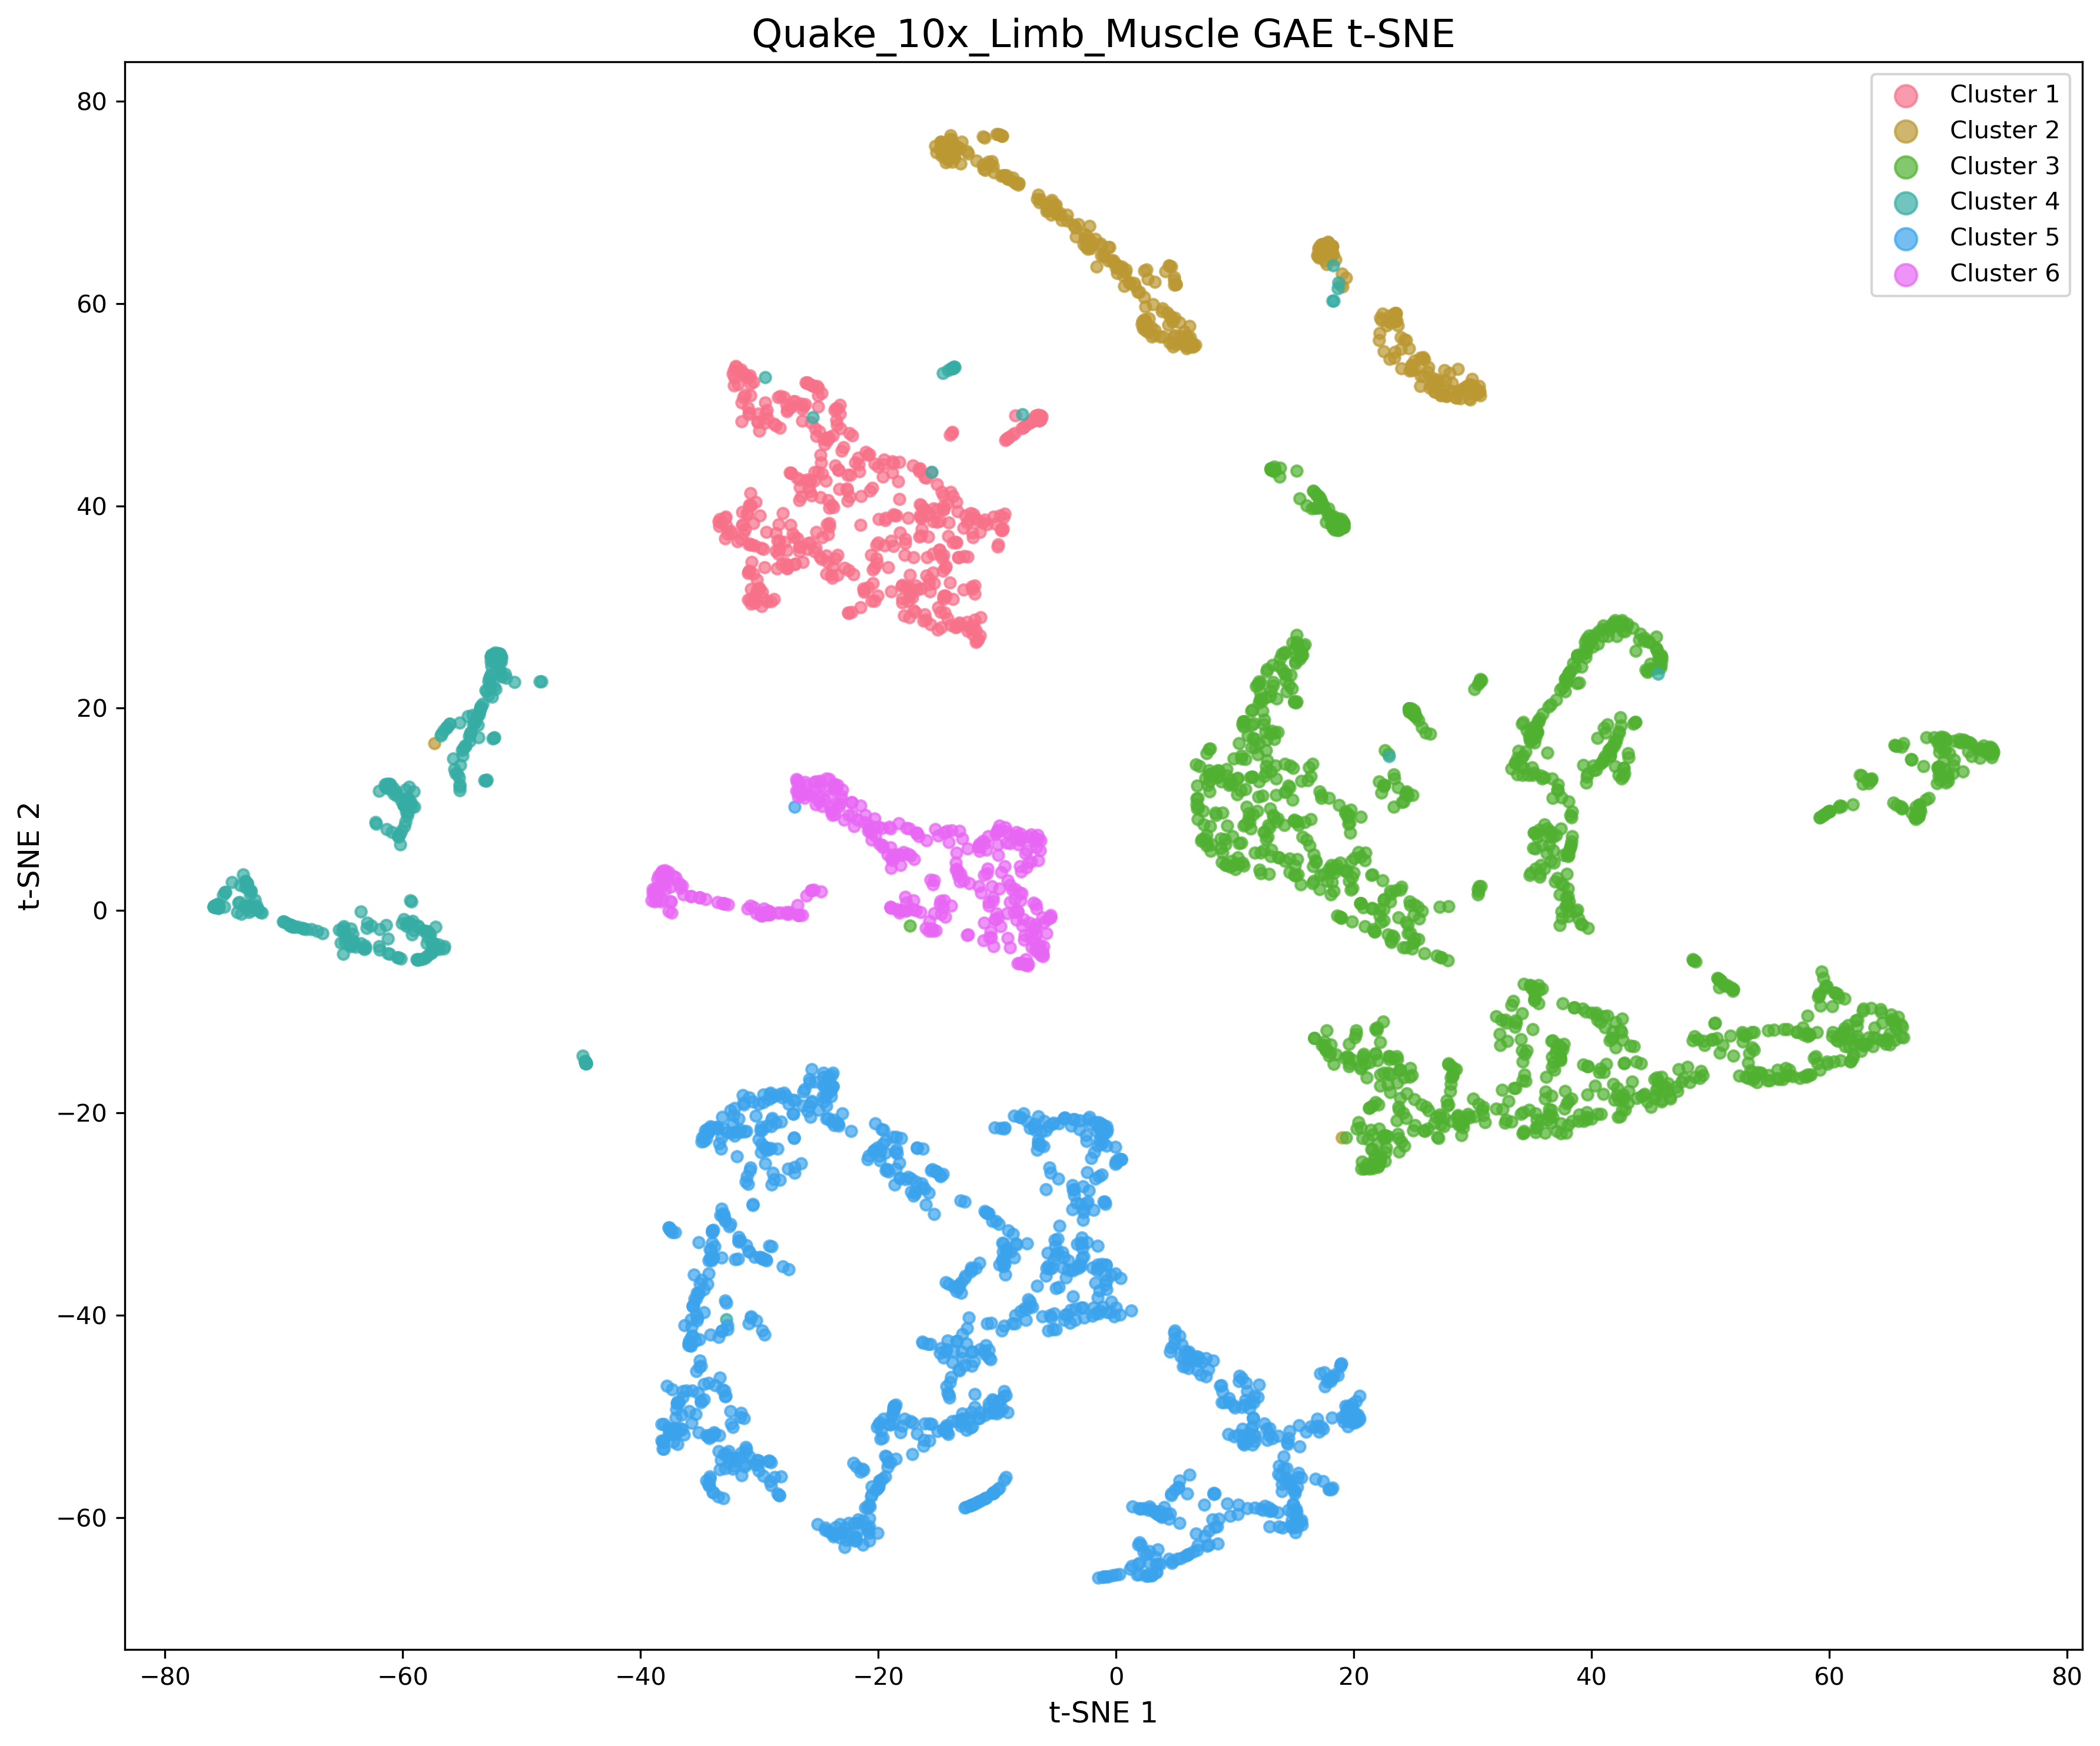 Quake_10x_Limb_Muscle GAE t-SNE
Cluster 1
Cluster 2
Cluster 3
Cluster 4
Cluster 5
Cluster 6
80
60
40
20
0
−20
−40
−60
t-SNE 2
−80 −60 −40 −20 0 20 40 60 80
t-SNE 1